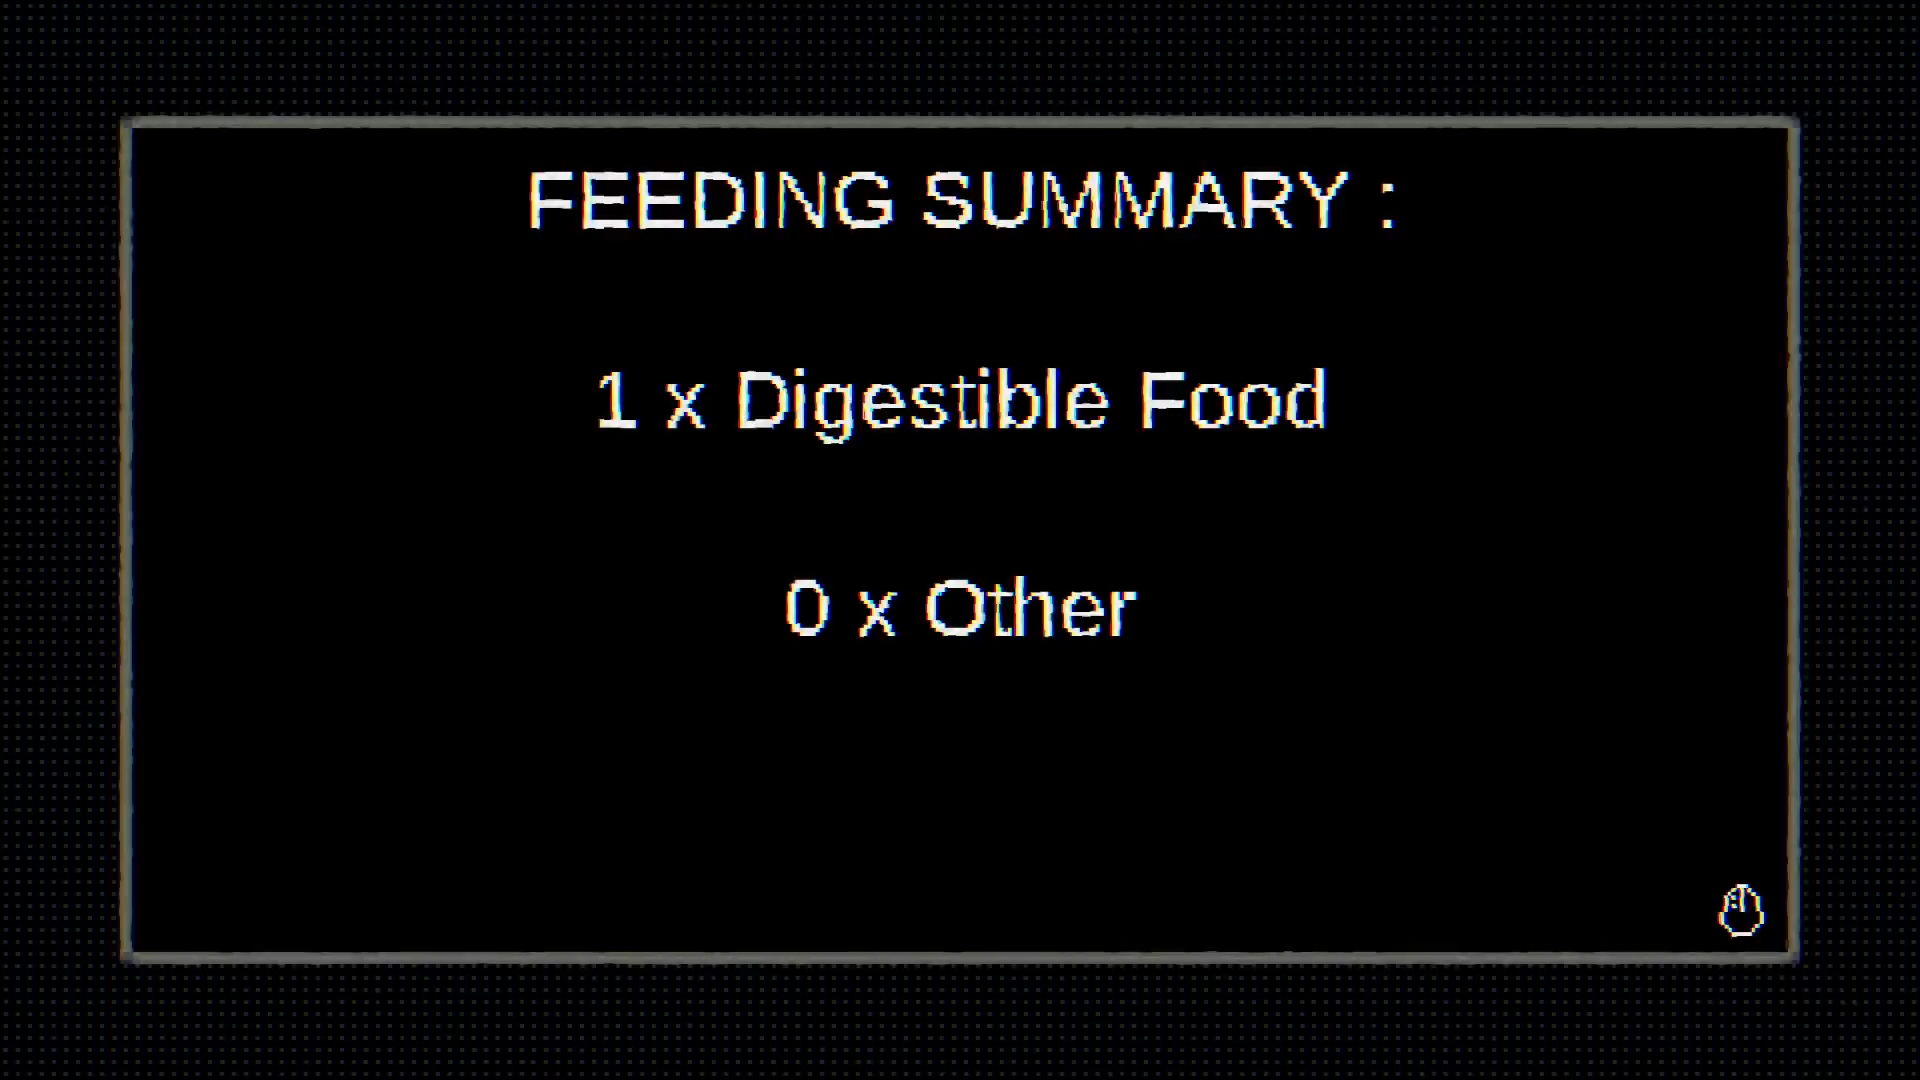 FEEDING SUMMARY :
1 x Digestible Food
0 x Other